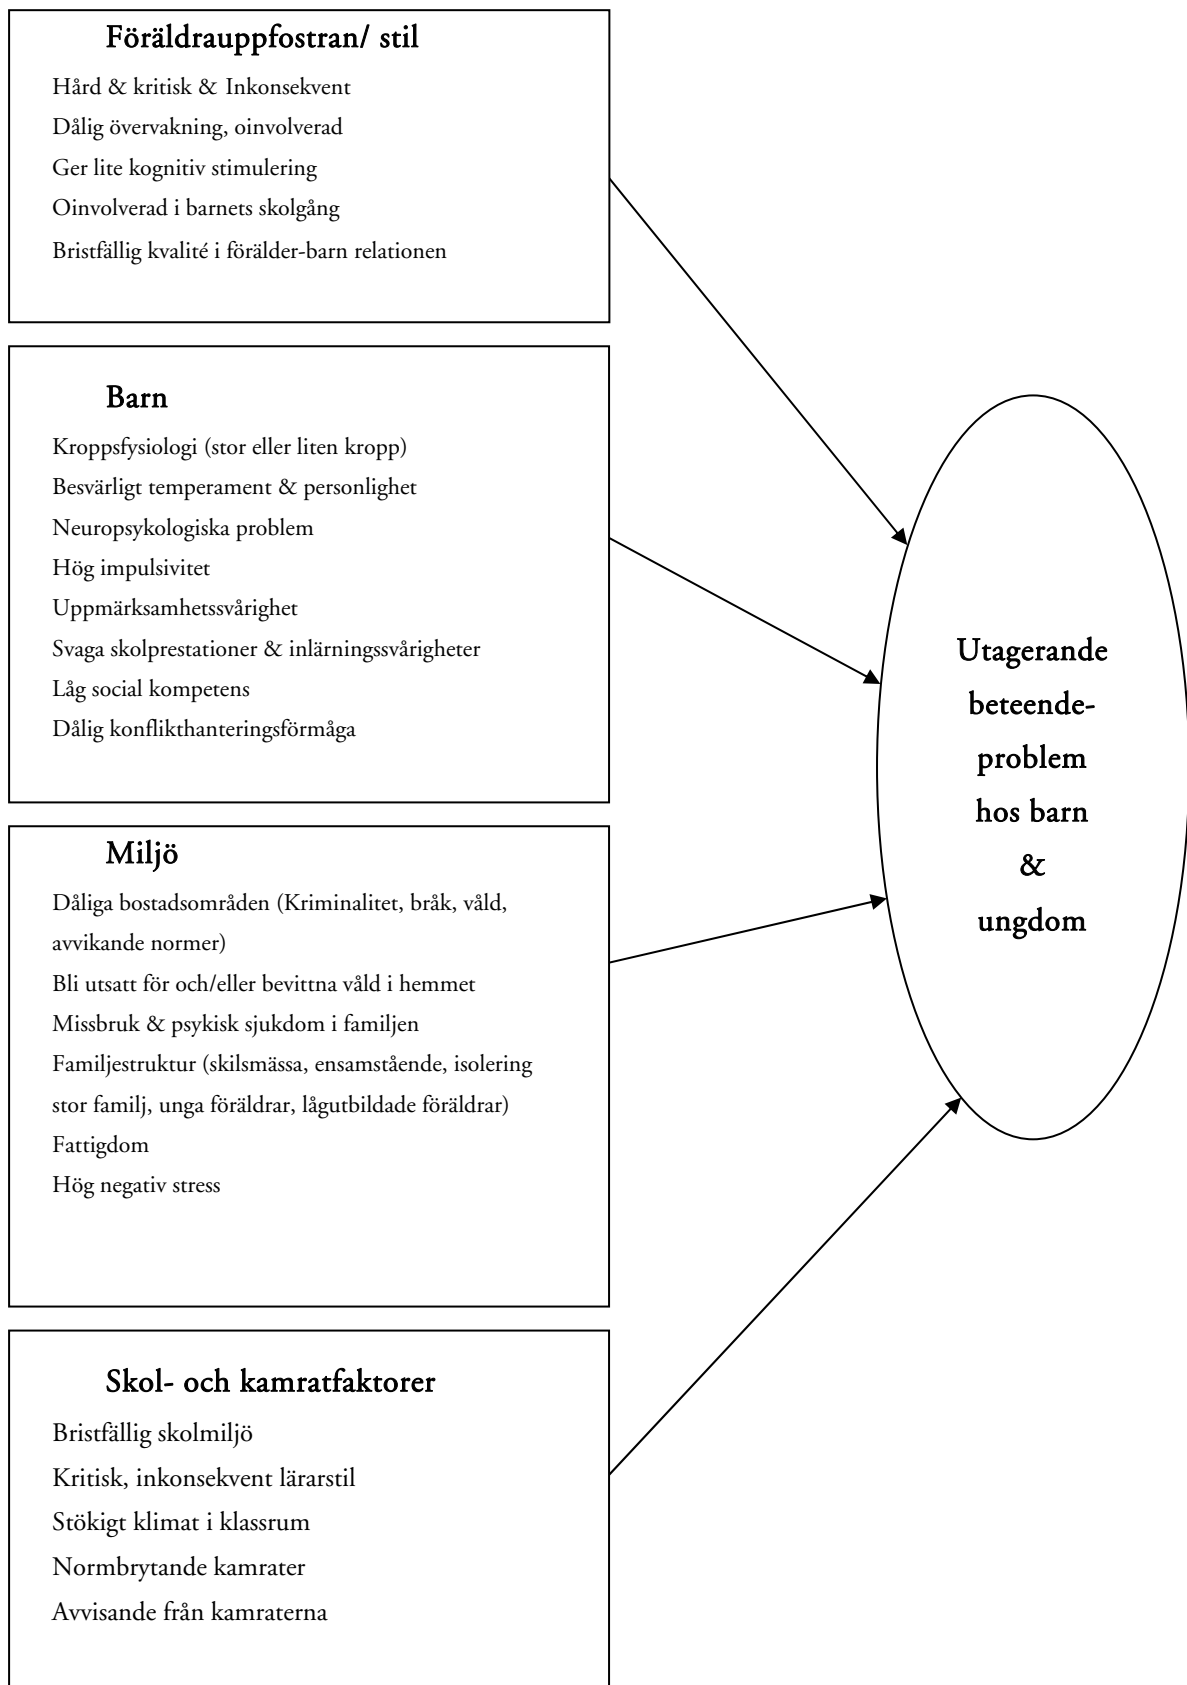 Föräldrauppfostran/ stil
Hård & kritisk & Inkonsekvent
Dålig övervakning, oinvolverad
Ger lite kognitiv stimulering
Oinvolverad i barnets skolgång
Bristfällig kvalité i förälder-barn relationen
Barn
Kroppsfysiologi (stor eller liten kropp)
Besvärligt temperament & personlighet
Neuropsykologiska problem
Hög impulsivitet
Uppmärksamhetssvårighet
Svaga skolprestationer & inlärningssvårigheter
Låg social kompetens
Dålig konflikthanteringsförmåga
Miljö
Dåliga bostadsområden (Kriminalitet, bråk, våld,
avvikande normer)
Bli utsatt för och/eller bevittna våld i hemmet
Missbruk & psykisk sjukdom i familjen
Familjestruktur (skilsmässa, ensamstående, isolering
stor familj, unga föräldrar, lågutbildade föräldrar)
Fattigdom
Hög negativ stress
Skol- och kamratfaktorer
Bristfällig skolmiljö
Kritisk, inkonsekvent lärarstil
Stökigt klimat i klassrum
Normbrytande kamrater
Avvisande från kamraterna
Utagerande
beteende-
problem
hos barn
&
ungdom